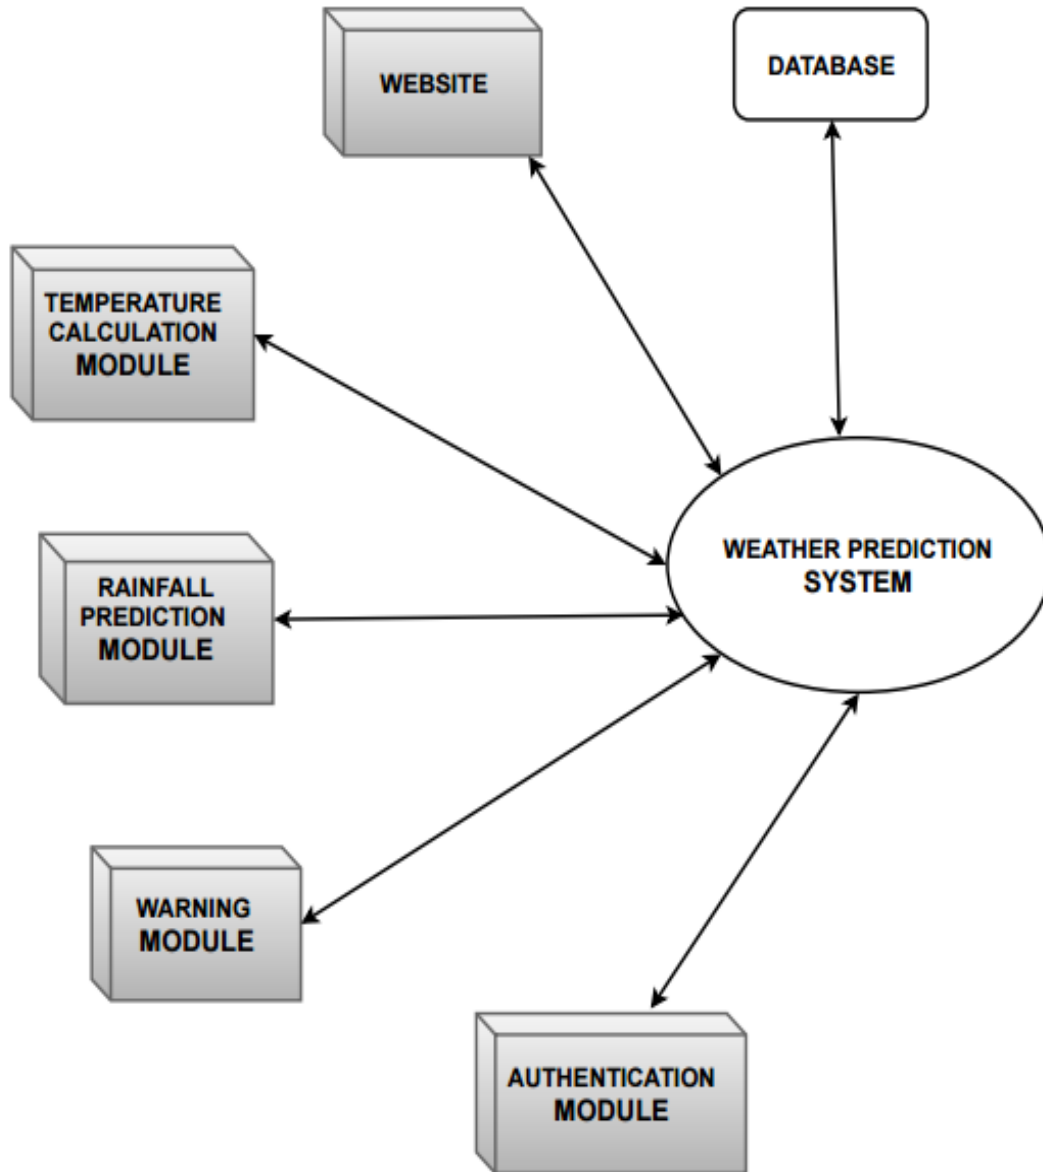 WEBSITE
DATABASE
TEMPERATURE
CALCULATION
MODULE
RAINFALL
PREDICTION
MODULE
WEATHER PREDICTION
SYSTEM
WARNING
MODULE
AUTHENTICATION
MODULE